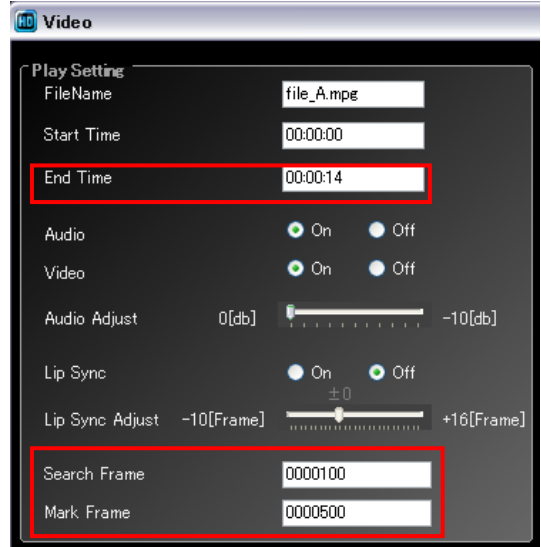 HD Video
Play Setting
FileName file_A.mpg
Start Time 00:00:00
End Time 00:00:14
Audio On Off
Video On Off
Audio Adjust 0[db] -10[db]
Lip Sync On Off
±0
Lip Sync Adjust -10[Frame] +16[Frame]
Search Frame 0000100
Mark Frame 0000500